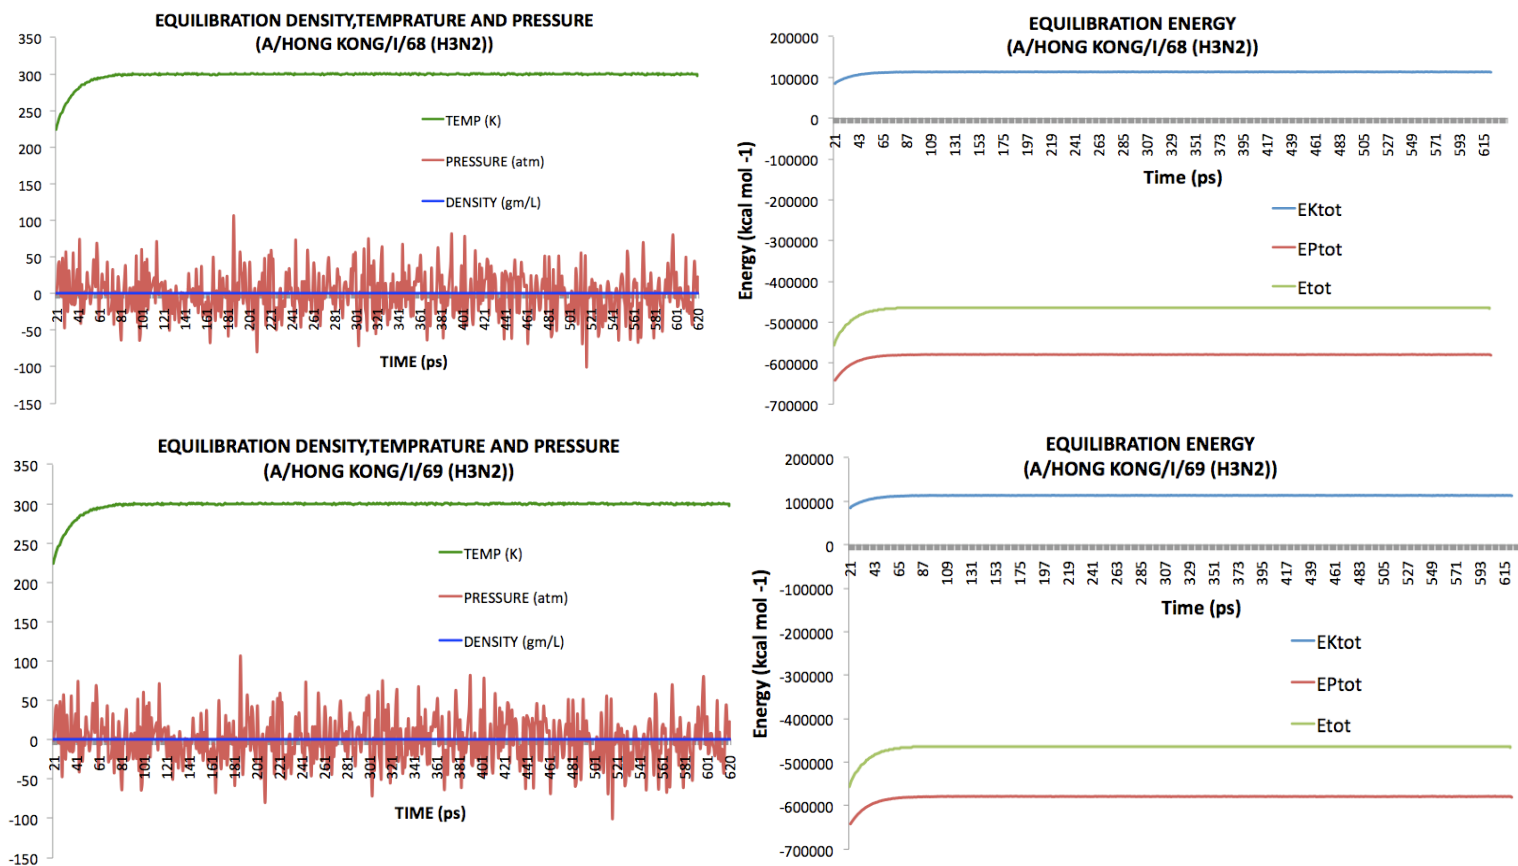 EQUILIBRATION DENSITY,TEMPRATURE AND PRESSURE
(A/HONG KONG/I/68 (H3N2))
350
300
250
200
150
100
50
0
-50
-100
-150
TEMP (K)
PRESSURE (atm)
DENSITY (gm/L)
21 41 61 81 101 121 141 161 181 201 221 241 261 281 301 321 341 361 381 401 421 441 461 481 501 521 541 561 581 601 620
TIME (ps)
EQUILIBRATION ENERGY
(A/HONG KONG/I/68 (H3N2))
Energy (kcal mol -1)
200000
100000
0
-100000
-200000
-300000
-400000
-500000
-600000
-700000
21 43 65 87 109 131 153 175 197 219 241 263 285 307 329 351 373 395 417 439 461 483 505 527 549 571 593 615
Time (ps)
EKtot
EPtot
Etot
EQUILIBRATION DENSITY,TEMPRATURE AND PRESSURE
(A/HONG KONG/I/69 (H3N2))
350
300
250
200
150
100
50
0
-50
-100
-150
TEMP (K)
PRESSURE (atm)
DENSITY (gm/L)
21 41 61 81 101 121 141 161 181 201 221 241 261 281 301 321 341 361 381 401 421 441 461 481 501 521 541 561 581 601 620
TIME (ps)
EQUILIBRATION ENERGY
(A/HONG KONG/I/69 (H3N2))
Energy (kcal mol -1)
200000
100000
0
-100000
-200000
-300000
-400000
-500000
-600000
-700000
21 43 65 87 109 131 153 175 197 219 241 263 285 307 329 351 373 395 417 439 461 483 505 527 549 571 593 615
Time (ps)
EKtot
EPtot
Etot